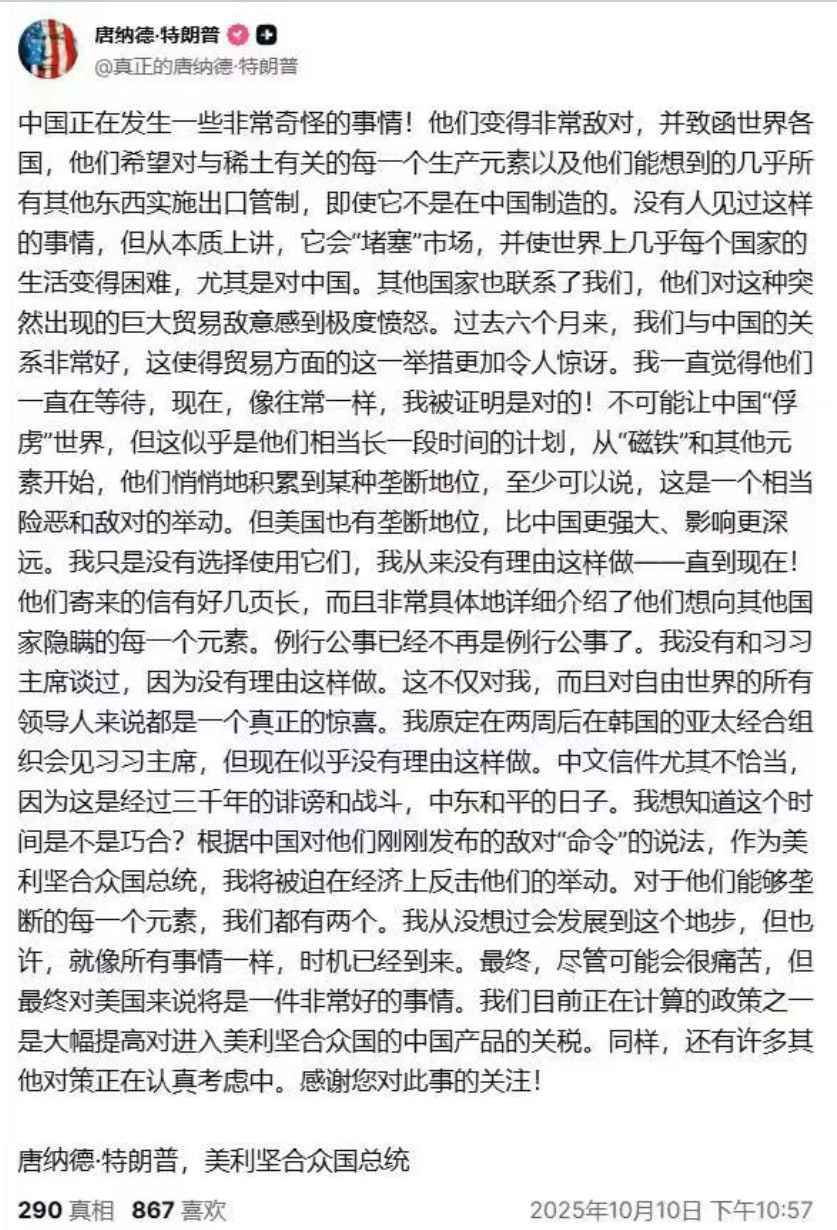 唐纳德·特朗普
@真正的唐纳德·特朗普
中国正在发生一些非常奇怪的事情！他们变得非常敌对，并致函世界各
国，他们希望对与稀土有关的每一个生产元素以及他们能想到的几乎所
有其他东西实施出口管制，即使它不是在中国制造的。没有人见过这样
的事情，但从本质上讲，它会“堵塞”市场，并使世界上几乎每个国家的
生活变得困难，尤其是对中国。其他国家也联系了我们，他们对这种突
然出现的巨大贸易敌意感到极度愤怒。过去六个月来，我们与中国的关
系非常好，这使得贸易方面的这一举措更加令人惊讶。我一直觉得他们
一直在等待，现在，像往常一样，我被证明是对的！不可能让中国“俘
虏”世界，但这似乎是他们相当长一段时间的计划，从“磁铁”和其他元
素开始，他们悄悄地积累到某种垄断地位，至少可以说，这是一个相当
险恶和敌对的举动。但美国也有垄断地位，比中国更强大、影响更深
远。我只是没有选择使用它们，我从来没有理由这样做——直到现在！
他们寄来的信有好几页长，而且非常具体地详细介绍了他们想向其他国
家隐瞒的每一个元素。例行公事已经不再是例行公事了。我没有和习习
主席谈过，因为没有理由这样做。这不仅对我，而且对自由世界的所有
领导人来说都是一个真正的惊喜。我原定在两周后在韩国的亚太经合组
织会见习习主席，但现在似乎没有理由这样做。中文信件尤其不恰当，
因为这是经过三千年的诽谤和战斗，中东和平的日子。我想知道这个时
间是不是巧合？根据中国对他们刚刚发布的敌对“命令”的说法，作为美
利坚合众国总统，我将被迫在经济上反击他们的举动。对于他们能够垄
断的每一个元素，我们都有两个。我从没想过会发展到这个地步，但也
许，就像所有事情一样，时机已经到来。最终，尽管可能会很痛苦，但
最终对美国来说将是一件非常好的事情。我们目前正在计算的政策之一
是大幅提高对进入美利坚合众国的中国产品的关税。同样，还有许多其
他对策正在认真考虑中。感谢您对此事的关注！
唐纳德·特朗普，美利坚合众国总统
290 真相 867 喜欢 2025年10月10日 下午10:57